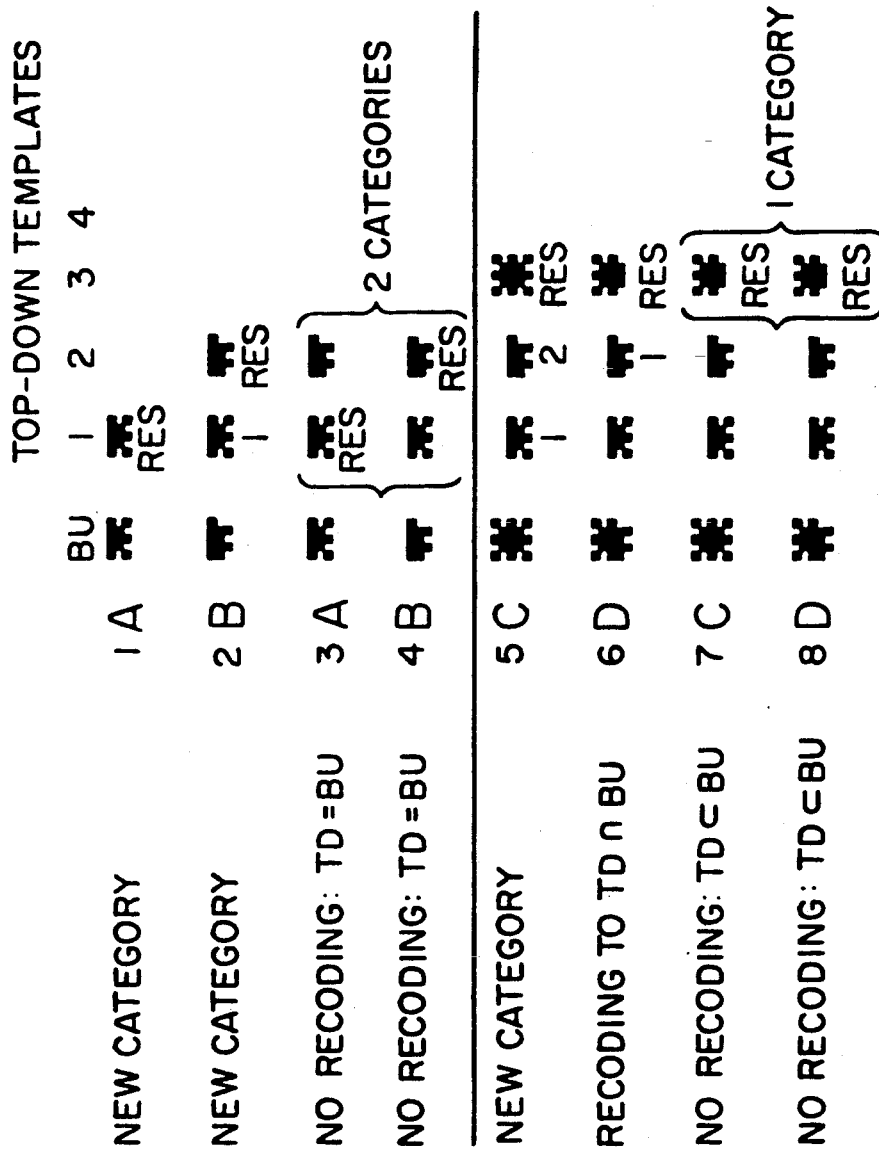 TOP-DOWN TEMPLATES
BU 1 2 3 4
NEW CATEGORY 1 A
RES
NEW CATEGORY 2 B
1 RES
NO RECODING: TD = BU 3 A
RES
2 CATEGORIES
NO RECODING: TD = BU 4 B
RES
NEW CATEGORY 5 C
1 2 RES
RECODING TO TD ∩ BU 6 D
1 RES
NO RECODING: TD ⊂ BU 7 C
RES
1 CATEGORY
NO RECODING: TD ⊂ BU 8 D
RES